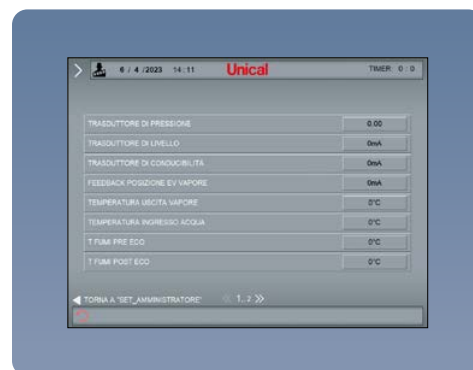 6 / 4 /2023 14:11 Unical TIMER: 0 : 0
TRASDUTTORE DI PRESSIONE 0.00
TRASDUTTORE DI LIVELLO 0mA
TRASDUTTORE DI CONDUCIBILITA 0mA
FEEDBACK POSIZIONE EV VAPORE 0mA
TEMPERATURA USCITA VAPORE 0°C
TEMPERATURA INGRESSO ACQUA 0°C
T FUMI PRE ECO 0°C
T FUMI POST ECO 0°C
TORNA A "SET_AMMINISTRATORE" 1..2